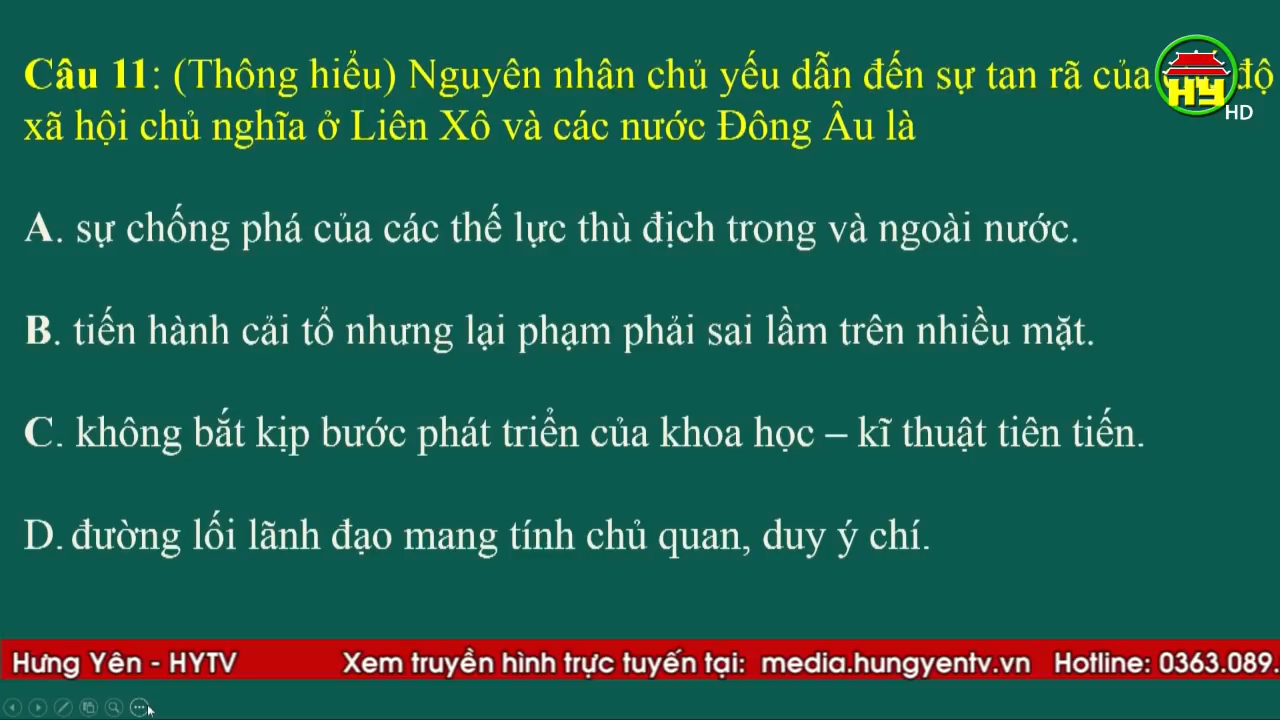 Câu 11: (Thông hiểu) Nguyên nhân chủ yếu dẫn đến sự tan rã của độ
xã hội chủ nghĩa ở Liên Xô và các nước Đông Âu là
A. sự chống phá của các thế lực thù địch trong và ngoài nước.
B. tiến hành cải tổ nhưng lại phạm phải sai lầm trên nhiều mặt.
C. không bắt kịp bước phát triển của khoa học – kĩ thuật tiên tiến.
D. đường lối lãnh đạo mang tính chủ quan, duy ý chí.
HY
HD
Hưng Yên - HYTV Xem truyền hình trực tuyến tại: media.hungyentv.vn Hotline: 0363.089.